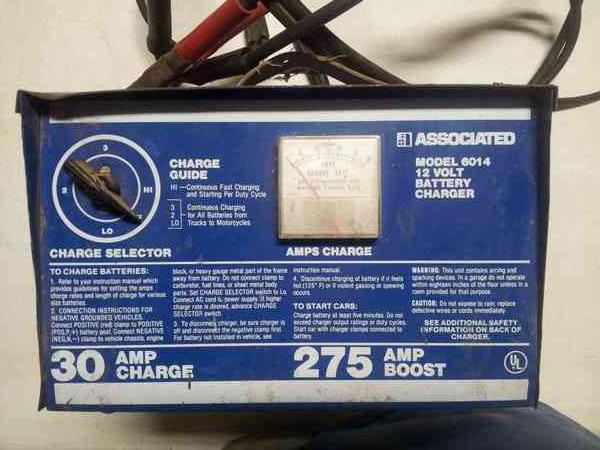 ASSOCIATED
MODEL 6014
12 VOLT
BATTERY
CHARGER
3
2
HI
LO
CHARGE SELECTOR
CHARGE
GUIDE
HI —Continuous Fast Charging
and Starting Per Duty Cycle
3 Continuous Charging
2 for All Batteries from
LO Trucks to Motorcycles
AMPS CHARGE
TO CHARGE BATTERIES:
1. Refer to your instruction manual which
provides guidelines for setting the amps
charge rates and length of charge for various
size batteries.
2. CONNECTION INSTRUCTIONS FOR
NEGATIVE GROUNDED VEHICLES.
Connect POSITIVE (red) clamp to POSITIVE
(POS,P,+) battery post. Connect NEGATIVE
(NEG,N,—) clamp to vehicle chassis, engine
block, or heavy gauge metal part of the frame
away from battery. Do not connect clamp to
carburetor, fuel lines, or sheet metal body
parts. Set CHARGE SELECTOR switch to Lo.
Connect AC cord to power supply. If higher
charge rate is desired, advance CHARGE
SELECTOR switch.
3. To disconnect, charger, be sure charger is
off and disconnect the negative clamp first.
For battery not installed in vehicle, see
instruction manual.
4. Discontinue charging of battery if it feels
hot (125° F) or if violent gassing or spewing
occurs.
TO START CARS:
Charge battery at least five minutes. Do not
exceed charger output ratings or duty cycles.
Start car with charger clamps connected to
battery.
WARNING: This unit contains arcing and
sparking devices. In a garage do not operate
within eighteen inches of the floor unless in a
room provided for that purpose.
CAUTION: Do not expose to rain; replace
defective wires or cords immediately
SEE ADDITIONAL SAFETY
INFORMATION ON BACK OF
CHARGER.
30 AMP
CHARGE
275 AMP
BOOST
UL